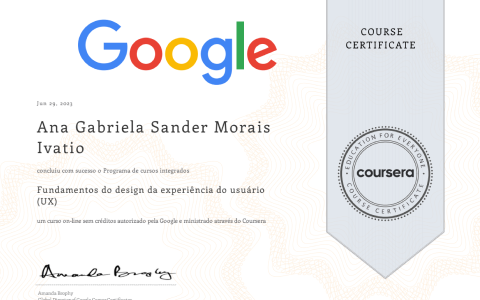 Google
COURSE
CERTIFICATE
Jun 29, 2023
Ana Gabriela Sander Morais
Ivatio
concluiu com sucesso o Programa de cursos integrados
Fundamentos do design da experiência do usuário
(UX)
um curso on-line sem créditos autorizado pela Google e ministrado através do Coursera
EDUCATION FOR EVERYONE
coursera
COURSE CERTIFICATE
Amanda Brophy
Amanda Brophy